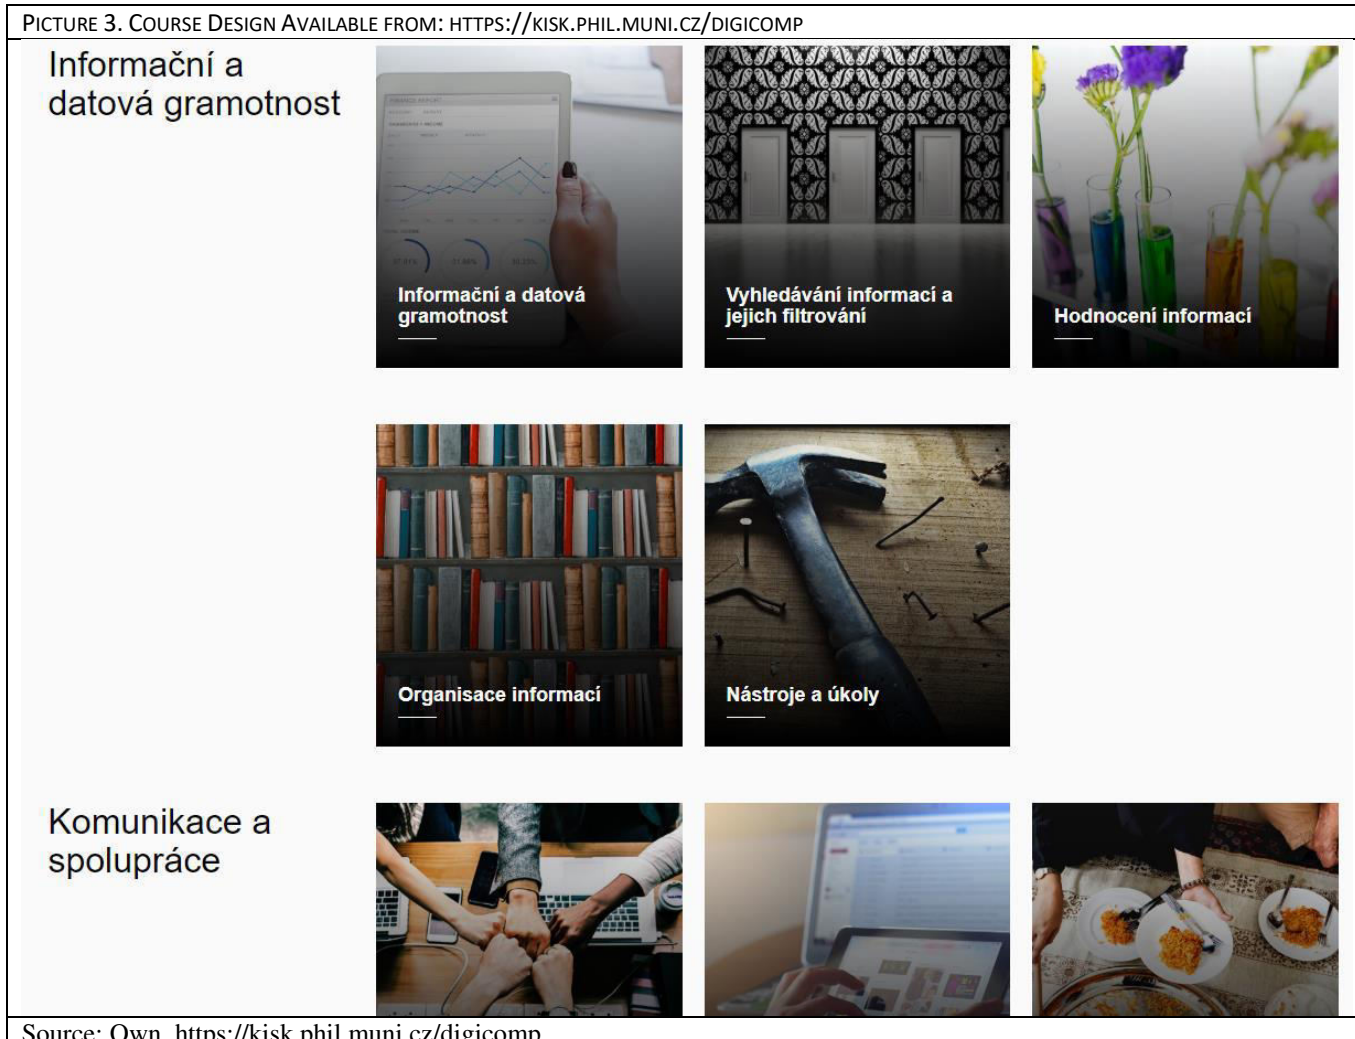 PICTURE 3. COURSE DESIGN AVAILABLE FROM: HTTPS://KISK.PHIL.MUNI.CZ/DIGICOMP
Informační a
datová gramotnost
Informační a datová
gramotnost
Vyhledávání informací a
jejich filtrování
Hodnocení informací
Organisace informací
Nástroje a úkoly
Komunikace a
spolupráce
Source: Own, https://kisk.phil.muni.cz/digicomp